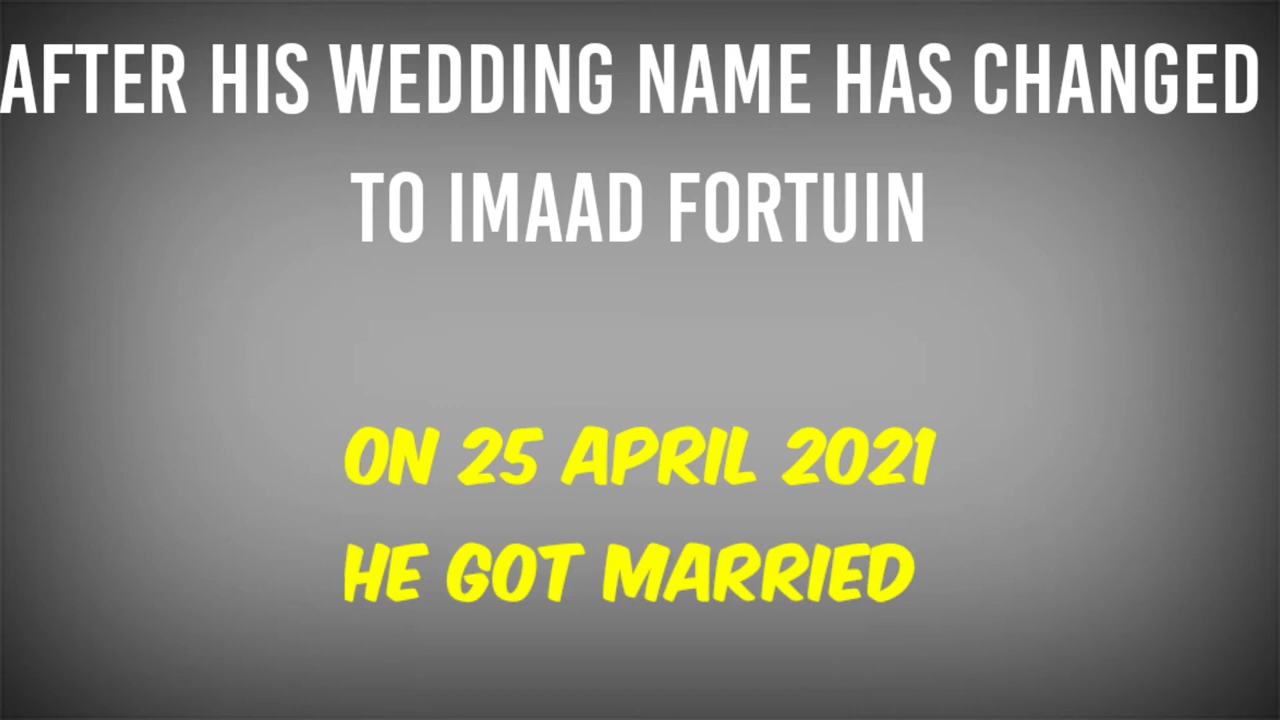 AFTER HIS WEDDING NAME HAS CHANGED
TO IMAAD FORTUIN
ON 25 APRIL 2021
HE GOT MARRIED